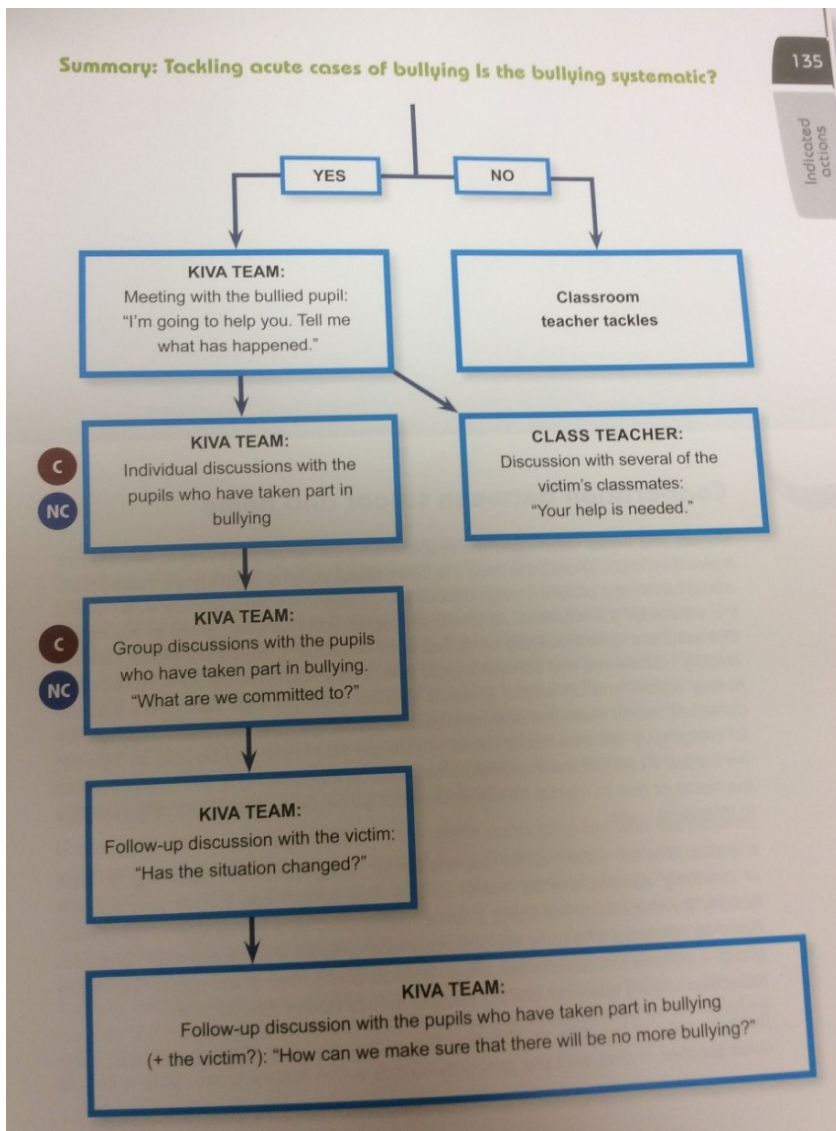 Summary: Tackling acute cases of bullying Is the bullying systematic?
135
Indicated
actions
YES
NO
KIVA TEAM:
Meeting with the bullied pupil:
“I’m going to help you. Tell me
what has happened.”
Classroom
teacher tackles
C
NC
KIVA TEAM:
Individual discussions with the
pupils who have taken part in
bullying
CLASS TEACHER:
Discussion with several of the
victim’s classmates:
“Your help is needed.”
C
NC
KIVA TEAM:
Group discussions with the pupils
who have taken part in bullying.
“What are we committed to?”
KIVA TEAM:
Follow-up discussion with the victim:
“Has the situation changed?”
KIVA TEAM:
Follow-up discussion with the pupils who have taken part in bullying
(+ the victim?): “How can we make sure that there will be no more bullying?”